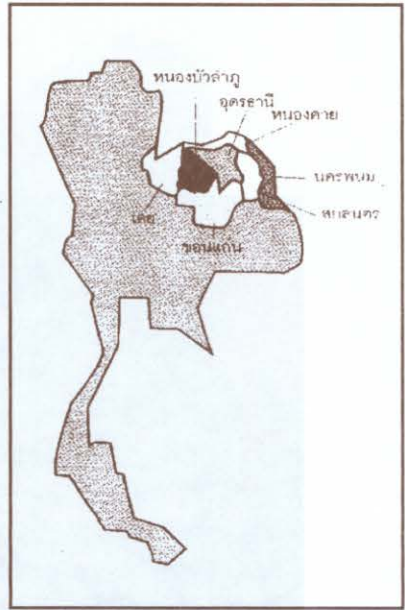 หนองบัวลำภู
อุดรธานี
หนองคาย
นครพนม
สกลนคร
เลย
ขอนแก่น